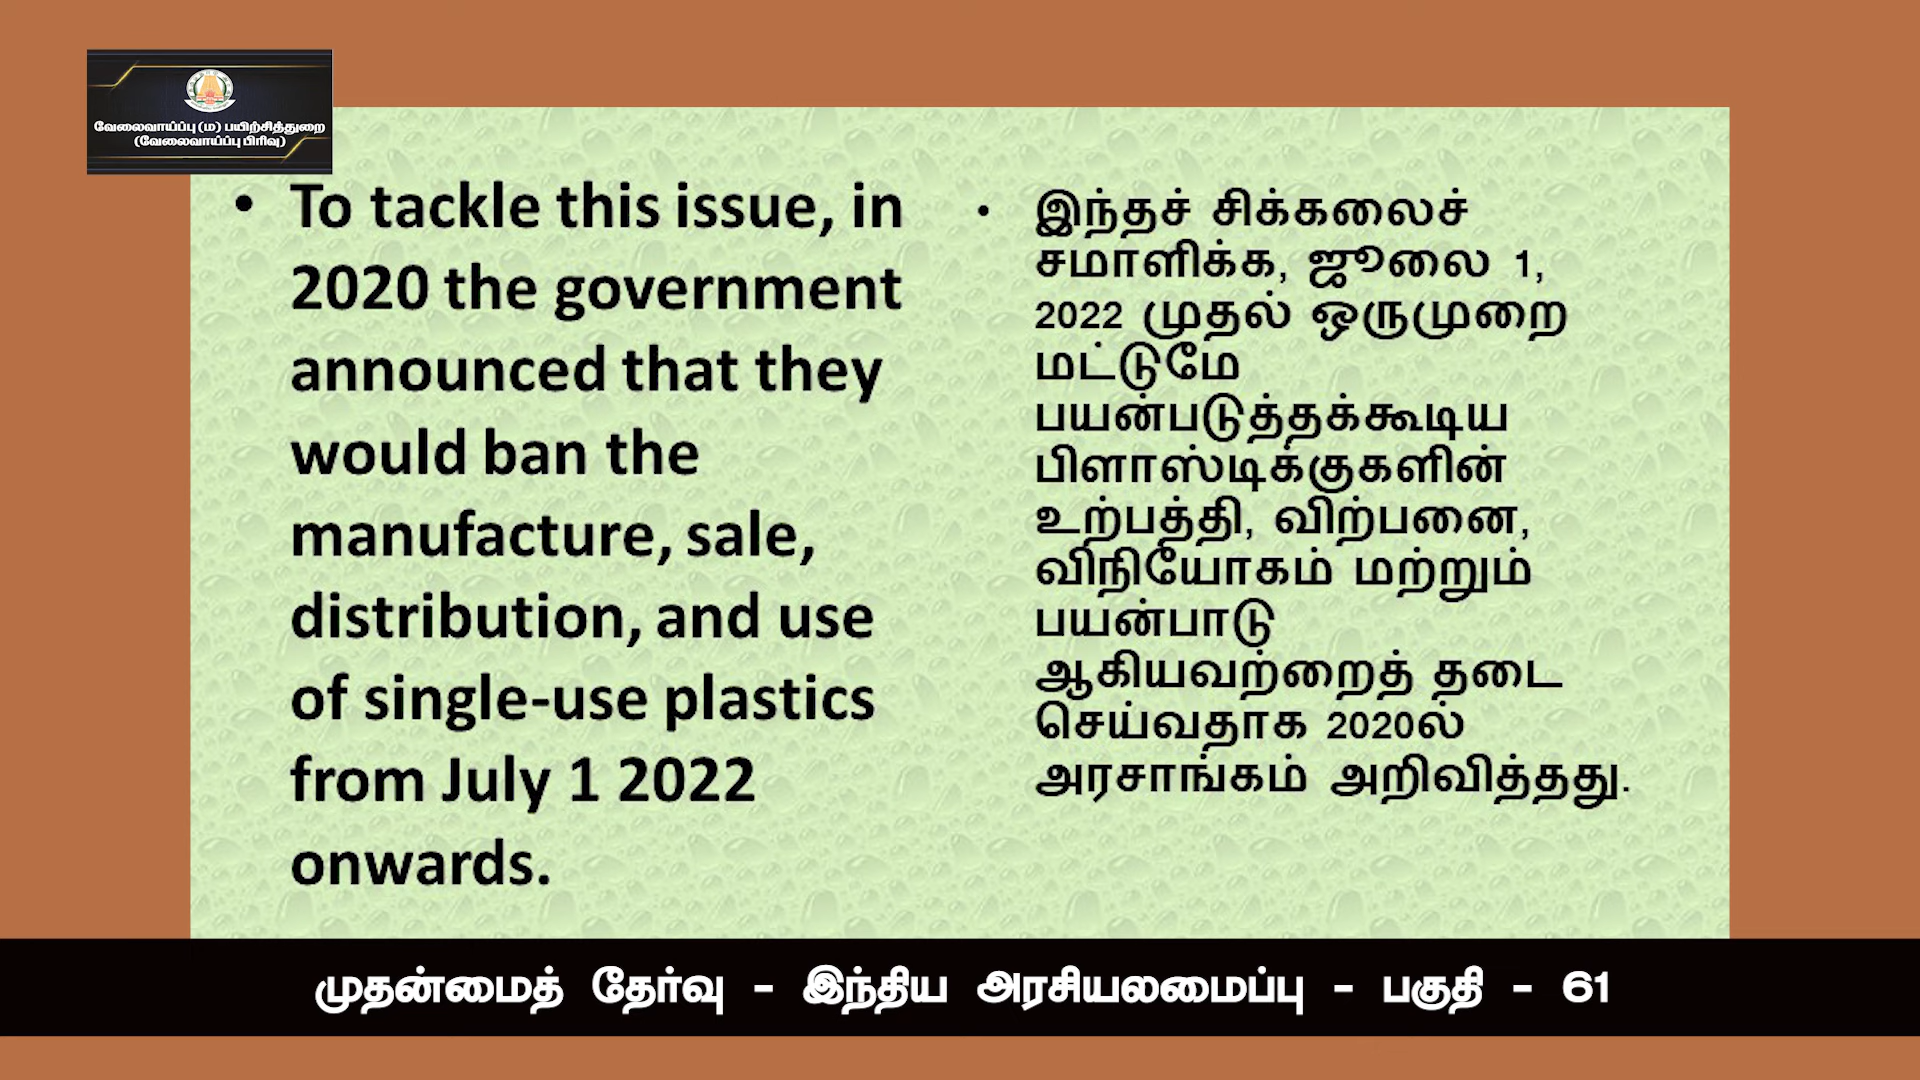 வேலைவாய்ப்பு (ம) பயிற்சித்துறை
(வேலைவாய்ப்பு பிரிவு)
• To tackle this issue, in
2020 the government
announced that they
would ban the
manufacture, sale,
distribution, and use
of single-use plastics
from July 1 2022
onwards.
• இந்தச் சிக்கலைச்
சமாளிக்க, ஜூலை 1,
2022 முதல் ஒருமுறை
மட்டுமே
பயன்படுத்தக்கூடிய
பிளாஸ்டிக்குகளின்
உற்பத்தி, விற்பனை,
விநியோகம் மற்றும்
பயன்பாடு
ஆகியவற்றைத் தடை
செய்வதாக 2020ல்
அரசாங்கம் அறிவித்தது.
முதன்மைத் தேர்வு - இந்திய அரசியலமைப்பு - பகுதி - 61